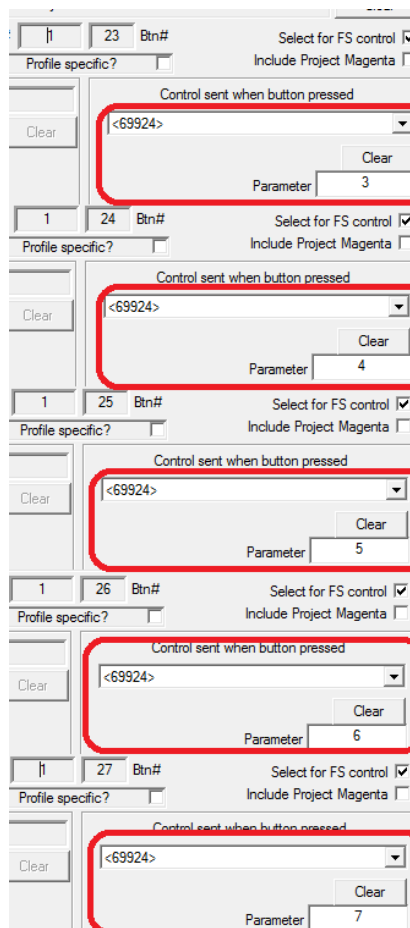 1 23 Btn# Select for FS control
Profile specific? Include Project Magenta
Control sent when button pressed
Clear <69924>
Clear
Parameter 3
1 24 Btn# Select for FS control
Profile specific? Include Project Magenta
Control sent when button pressed
Clear <69924>
Clear
Parameter 4
1 25 Btn# Select for FS control
Profile specific? Include Project Magenta
Control sent when button pressed
Clear <69924>
Clear
Parameter 5
1 26 Btn# Select for FS control
Profile specific? Include Project Magenta
Control sent when button pressed
Clear <69924>
Clear
Parameter 6
1 27 Btn# Select for FS control
Profile specific? Include Project Magenta
Control sent when button pressed
Clear <69924>
Clear
Parameter 7